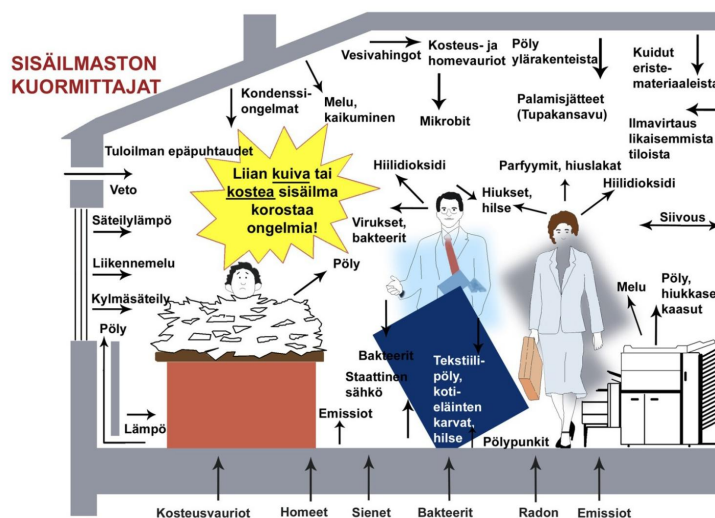 SISÄILMASTON
KUORMITTAJAT
Vesivahingot
Kosteus- ja
homevauriot
Mikrobit
Pöly
ylärakenteista
Palamisjätteet
(Tupakansavu)
Kuidut
eriste-
materiaaleista
Ilmavirtaus
likaisemmista
tiloista
Kondenssi-
ongelmat
Melu,
kaikuminen
Tuloilman epäpuhtaudet
Veto
Liian kuiva tai
kostea sisäilma
korostaa
ongelmia!
Hiilidioksidi
Virukset,
bakteerit
Hiukset,
hilse
Parfyymit, hiuslakat
Hiilidioksidi
Siivous
Säteilylämpö
Liikennemelu
Kylmäsäteily
Pöly
Pöly
Lämpö
Melu
Pöly,
hiukkase
kaasut
Bakteerit
Staattinen
sähkö
Emissiot
Tekstiili-
pöly,
koti-
eläinten
karvat,
hilse
Pölypunkit
Kosteusvauriot
Homeet
Sienet
Bakteerit
Radon
Emissiot